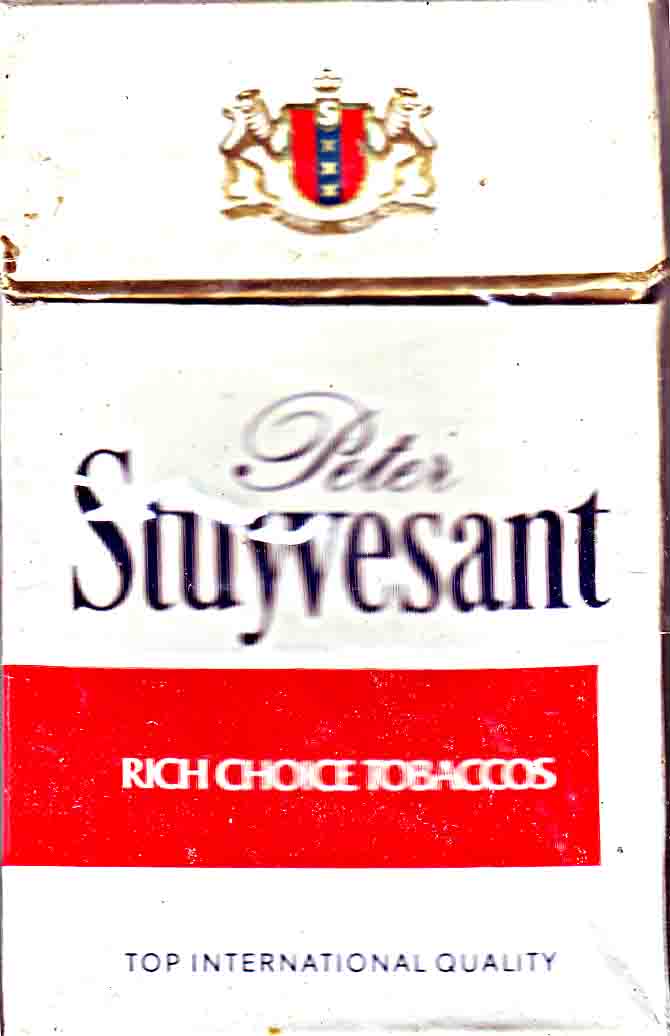 S
Peter
Stuyvesant
RICH CHOICE TOBACCOS
TOP INTERNATIONAL QUALITY